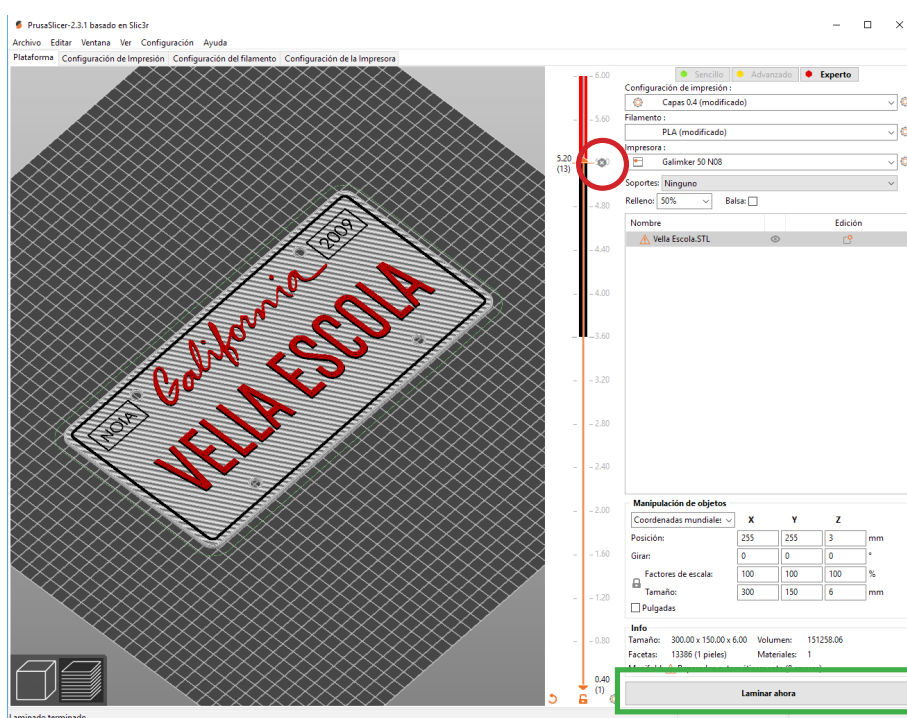 PrusaSlicer-2.3.1 basado en Slic3r
Archivo Editar Ventana Ver Configuración Ayuda
Plataforma Configuración de Impresión Configuración del filamento Configuración de la Impresora
Sencillo Avanzado Experto
Configuración de impresión :
Capas 0.4 (modificado)
Filamento :
PLA (modificado)
Impresora :
Galimker 50 N08
Soportes: Ninguno
Relleno: 50% Balsa:
Nombre Edición
Vella Escola.STL
6.00
5.60
5.20
(13)
4.80
4.40
4.00
3.60
3.20
2.80
2.40
2.00
1.60
1.20
0.80
0.40
(1)
2009
Galifornia
VELLA ESCOLA
NOIA
Manipulación de objetos
Coordenadas mundiales X Y Z
Posición: 255 255 3 mm
Girar: 0 0 0 °
Factores de escala: 100 100 100 %
Tamaño: 300 150 6 mm
Pulgadas
Info
Tamaño: 300.00 x 150.00 x 6.00 Volumen: 151258.06
Facetas: 13386 (1 pieles) Materiales: 1
Laminar ahora
Laminado terminado